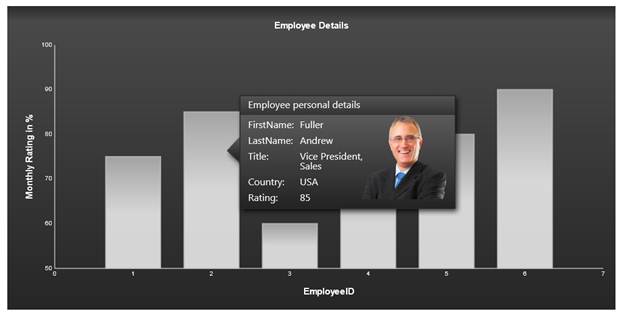 Employee Details
100
90
80
70
60
50
Monthly Rating in %
Employee personal details
FirstName: Fuller
LastName: Andrew
Title: Vice President,
Sales
Country: USA
Rating: 85
0 1 2 3 4 5 6 7
EmployeeID